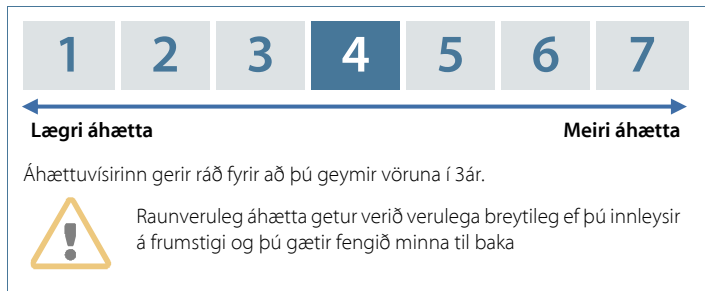 1 2 3 4 5 6 7
Lægri áhætta Meiri áhætta
Áhættuvísirinn gerir ráð fyrir að þú geymir vöruna í 3ár.
Raunveruleg áhætta getur verið verulega breytileg ef þú innleysir
á frumstigi og þú gætir fengið minna til baka